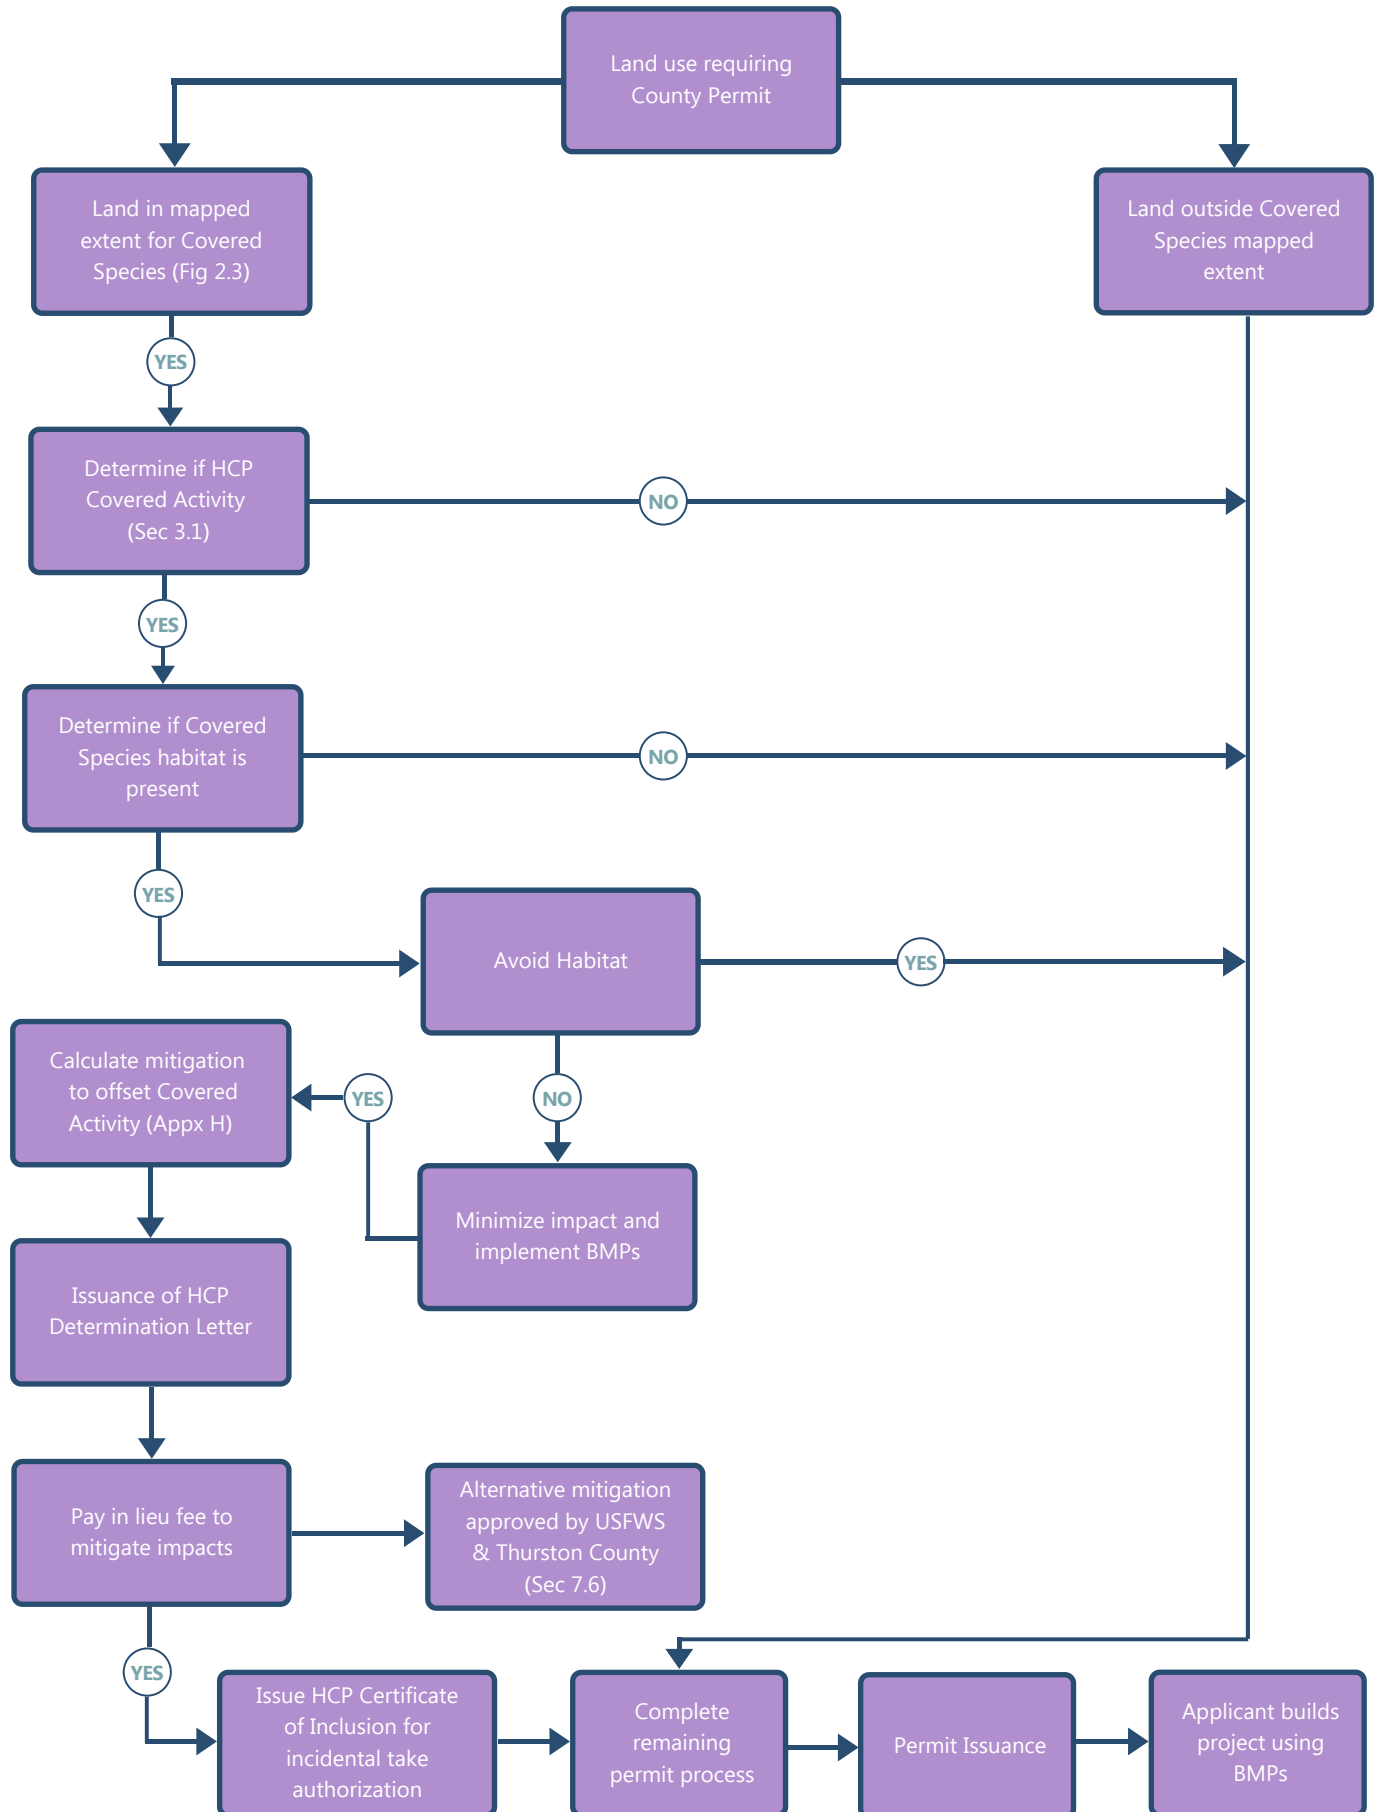 Land use requiring
County Permit
Land in mapped
extent for Covered
Species (Fig 2.3)
Land outside Covered
Species mapped
extent
YES
Determine if HCP
Covered Activity
(Sec 3.1)
NO
YES
Determine if Covered
Species habitat is
present
NO
YES
Avoid Habitat
YES
Calculate mitigation
to offset Covered
Activity (Appx H)
YES
NO
Minimize impact and
implement BMPs
Issuance of HCP
Determination Letter
Pay in lieu fee to
mitigate impacts
Alternative mitigation
approved by USFWS
& Thurston County
(Sec 7.6)
YES
Issue HCP Certificate
of Inclusion for
incidental take
authorization
Complete
remaining
permit process
Permit Issuance
Applicant builds
project using
BMPs